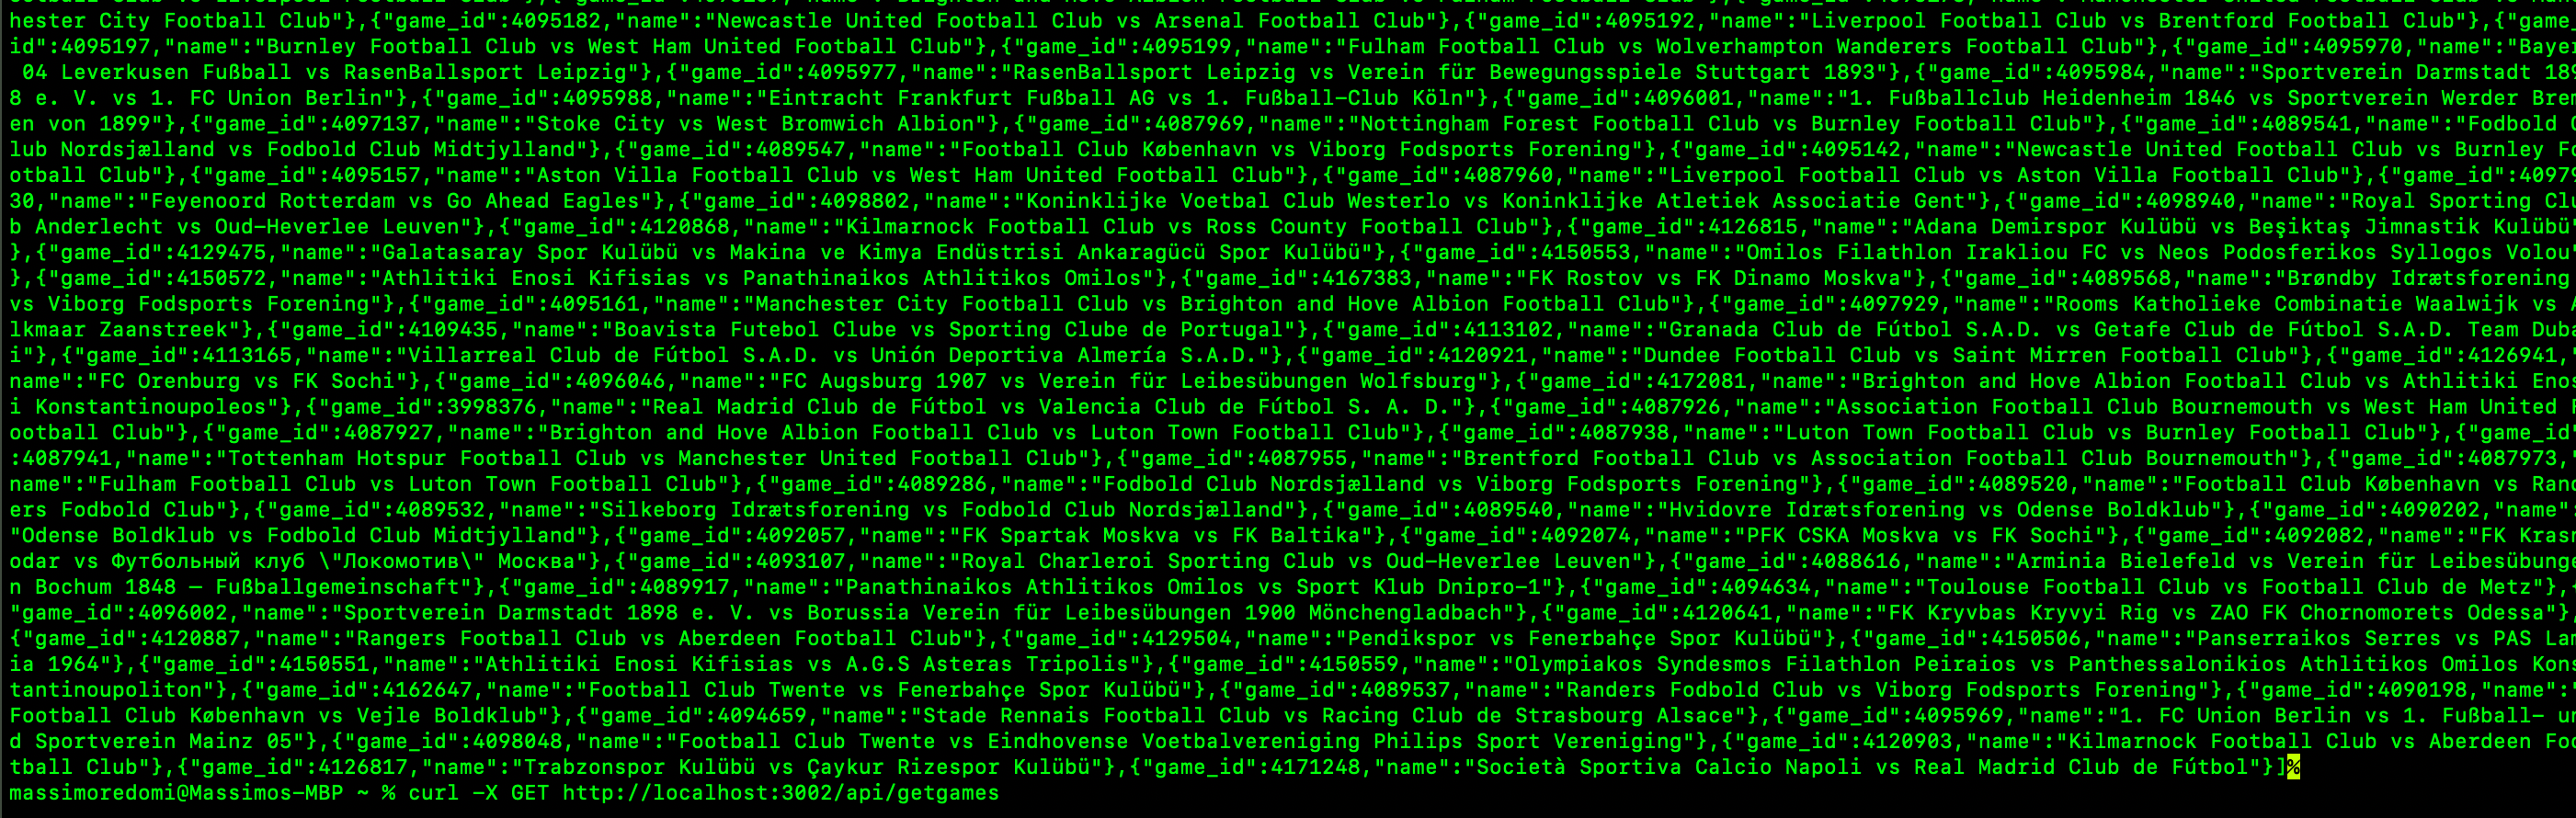 hester City Football Club"},{"game_id":4095182,"name":"Newcastle United Football Club vs Arsenal Football Club"},{"game_id":4095192,"name":"Liverpool Football Club vs Brentford Football Club"},{"game_
id":4095197,"name":"Burnley Football Club vs West Ham United Football Club"},{"game_id":4095199,"name":"Fulham Football Club vs Wolverhampton Wanderers Football Club"},{"game_id":4095970,"name":"Bayer
04 Leverkusen Fußball vs RasenBallsport Leipzig"},{"game_id":4095977,"name":"RasenBallsport Leipzig vs Verein für Bewegungsspiele Stuttgart 1893"},{"game_id":4095984,"name":"Sportverein Darmstadt 189
8 e. V. vs 1. FC Union Berlin"},{"game_id":4095988,"name":"Eintracht Frankfurt Fußball AG vs 1. Fußball-Club Köln"},{"game_id":4096001,"name":"1. Fußballclub Heidenheim 1846 vs Sportverein Werder Brem
en von 1899"},{"game_id":4097137,"name":"Stoke City vs West Bromwich Albion"},{"game_id":4087969,"name":"Nottingham Forest Football Club vs Burnley Football Club"},{"game_id":4089541,"name":"Fodbold C
lub Nordsjælland vs Fodbold Club Midtjylland"},{"game_id":4089547,"name":"Football Club København vs Viborg Fodsports Forening"},{"game_id":4095142,"name":"Newcastle United Football Club vs Burnley Fo
otball Club"},{"game_id":4095157,"name":"Aston Villa Football Club vs West Ham United Football Club"},{"game_id":4087960,"name":"Liverpool Football Club vs Aston Villa Football Club"},{"game_id":40979
30,"name":"Feyenoord Rotterdam vs Go Ahead Eagles"},{"game_id":4098802,"name":"Koninklijke Voetbal Club Westerlo vs Koninklijke Atletiek Associatie Gent"},{"game_id":4098940,"name":"Royal Sporting Clu
b Anderlecht vs Oud-Heverlee Leuven"},{"game_id":4120868,"name":"Kilmarnock Football Club vs Ross County Football Club"},{"game_id":4126815,"name":"Adana Demirspor Kulübü vs Beşiktaş Jimnastik Kulübü"
},{"game_id":4129475,"name":"Galatasaray Spor Kulübü vs Makina ve Kimya Endüstrisi Ankaragücü Spor Kulübü"},{"game_id":4150553,"name":"Omilos Filathlon Irakliou FC vs Neos Podosferikos Syllogos Volou"
},{"game_id":4150572,"name":"Athlitiki Enosi Kifisias vs Panathinaikos Athlitikos Omilos"},{"game_id":4167383,"name":"FK Rostov vs FK Dinamo Moskva"},{"game_id":4089568,"name":"Brøndby Idrætsforening
vs Viborg Fodsports Forening"},{"game_id":4095161,"name":"Manchester City Football Club vs Brighton and Hove Albion Football Club"},{"game_id":4097929,"name":"Rooms Katholieke Combinatie Waalwijk vs A
lkmaar Zaanstreek"},{"game_id":4109435,"name":"Boavista Futebol Clube vs Sporting Clube de Portugal"},{"game_id":4113102,"name":"Granada Club de Fútbol S.A.D. vs Getafe Club de Fútbol S.A.D. Team Duba
i"},{"game_id":4113165,"name":"Villarreal Club de Fútbol S.A.D. vs Unión Deportiva Almería S.A.D."},{"game_id":4120921,"name":"Dundee Football Club vs Saint Mirren Football Club"},{"game_id":4126941,"
name":"FC Orenburg vs FK Sochi"},{"game_id":4096046,"name":"FC Augsburg 1907 vs Verein für Leibesübungen Wolfsburg"},{"game_id":4172081,"name":"Brighton and Hove Albion Football Club vs Athlitiki Enos
i Konstantinoupoleos"},{"game_id":3998376,"name":"Real Madrid Club de Fútbol vs Valencia Club de Fútbol S. A. D."},{"game_id":4087926,"name":"Association Football Club Bournemouth vs West Ham United F
ootball Club"},{"game_id":4087927,"name":"Brighton and Hove Albion Football Club vs Luton Town Football Club"},{"game_id":4087938,"name":"Luton Town Football Club vs Burnley Football Club"},{"game_id"
:4087941,"name":"Tottenham Hotspur Football Club vs Manchester United Football Club"},{"game_id":4087955,"name":"Brentford Football Club vs Association Football Club Bournemouth"},{"game_id":4087973,"
name":"Fulham Football Club vs Luton Town Football Club"},{"game_id":4089286,"name":"Fodbold Club Nordsjælland vs Viborg Fodsports Forening"},{"game_id":4089520,"name":"Football Club København vs Rand
ers Fodbold Club"},{"game_id":4089532,"name":"Silkeborg Idrætsforening vs Fodbold Club Nordsjælland"},{"game_id":4089540,"name":"Hvidovre Idrætsforening vs Odense Boldklub"},{"game_id":4090202,"name":
"Odense Boldklub vs Fodbold Club Midtjylland"},{"game_id":4092057,"name":"FK Spartak Moskva vs FK Baltika"},{"game_id":4092074,"name":"PFK CSKA Moskva vs FK Sochi"},{"game_id":4092082,"name":"FK Krasn
odar vs Футбольный клуб \"Локомотив\" Москва"},{"game_id":4093107,"name":"Royal Charleroi Sporting Club vs Oud-Heverlee Leuven"},{"game_id":4088616,"name":"Arminia Bielefeld vs Verein für Leibesübunge
n Bochum 1848 – Fußballgemeinschaft"},{"game_id":4089917,"name":"Panathinaikos Athlitikos Omilos vs Sport Klub Dnipro-1"},{"game_id":4094634,"name":"Toulouse Football Club vs Football Club de Metz"},{
"game_id":4096002,"name":"Sportverein Darmstadt 1898 e. V. vs Borussia Verein für Leibesübungen 1900 Mönchengladbach"},{"game_id":4120641,"name":"FK Kryvbas Kryvyi Rig vs ZAO FK Chornomorets Odessa"},
{"game_id":4120887,"name":"Rangers Football Club vs Aberdeen Football Club"},{"game_id":4129504,"name":"Pendikspor vs Fenerbahçe Spor Kulübü"},{"game_id":4150506,"name":"Panserraikos Serres vs PAS Lam
ia 1964"},{"game_id":4150551,"name":"Athlitiki Enosi Kifisias vs A.G.S Asteras Tripolis"},{"game_id":4150559,"name":"Olympiakos Syndesmos Filathlon Peiraios vs Panthessalonikios Athlitikos Omilos Kons
tantinoupoliton"},{"game_id":4162647,"name":"Football Club Twente vs Fenerbahçe Spor Kulübü"},{"game_id":4089537,"name":"Randers Fodbold Club vs Viborg Fodsports Forening"},{"game_id":4090198,"name":"
Football Club København vs Vejle Boldklub"},{"game_id":4094659,"name":"Stade Rennais Football Club vs Racing Club de Strasbourg Alsace"},{"game_id":4095969,"name":"1. FC Union Berlin vs 1. Fußball- un
d Sportverein Mainz 05"},{"game_id":4098048,"name":"Football Club Twente vs Eindhovense Voetbalvereniging Philips Sport Vereniging"},{"game_id":4120903,"name":"Kilmarnock Football Club vs Aberdeen Foo
tball Club"},{"game_id":4126817,"name":"Trabzonspor Kulübü vs Çaykur Rizespor Kulübü"},{"game_id":4171248,"name":"Società Sportiva Calcio Napoli vs Real Madrid Club de Fútbol"}]%
massimoredomi@Massimos-MBP ~ % curl -X GET http://localhost:3002/api/getgames